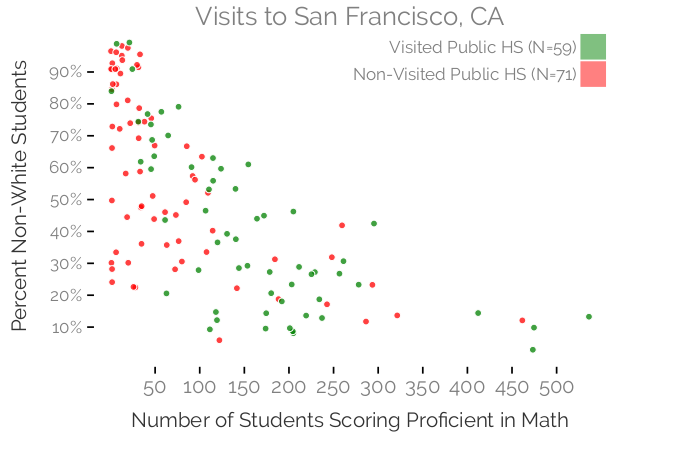 Visits to San Francisco, CA
Visited Public HS (N=59)
Non-Visited Public HS (N=71)
Percent Non-White Students
90%
80%
70%
60%
50%
40%
30%
20%
10%
50 100 150 200 250 300 350 400 450 500
Number of Students Scoring Proficient in Math